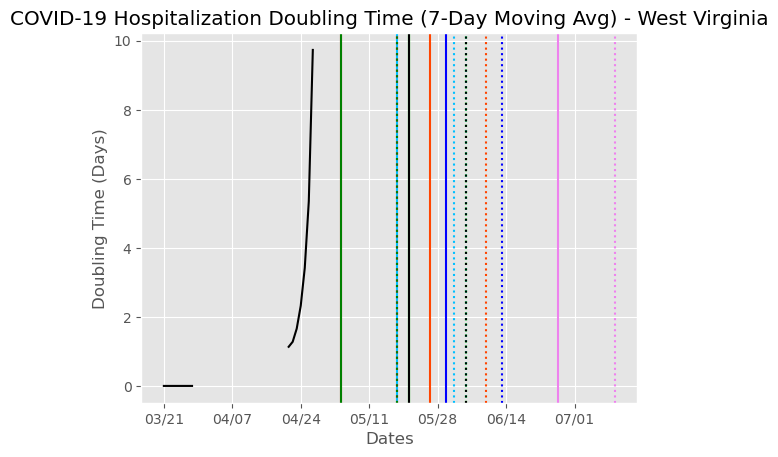 COVID-19 Hospitalization Doubling Time (7-Day Moving Avg) - West Virginia
Doubling Time (Days)
10
8
6
4
2
0
03/21 04/07 04/24 05/11 05/28 06/14 07/01
Dates